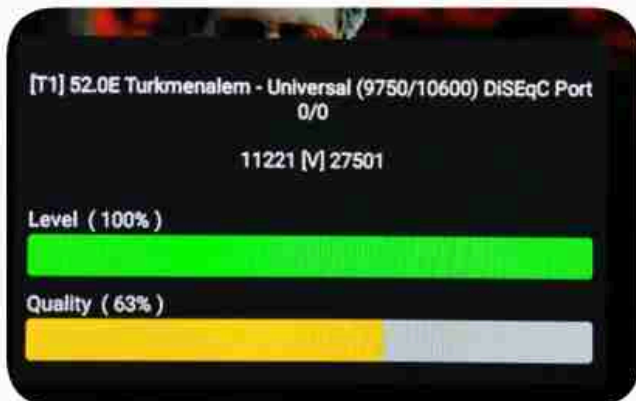 [T1] 52.0E Turkmenalem - Universal (9750/10600) DiSEqC Port
0/0
11221 [V] 27501
Level ( 100% )
Quality ( 63% )